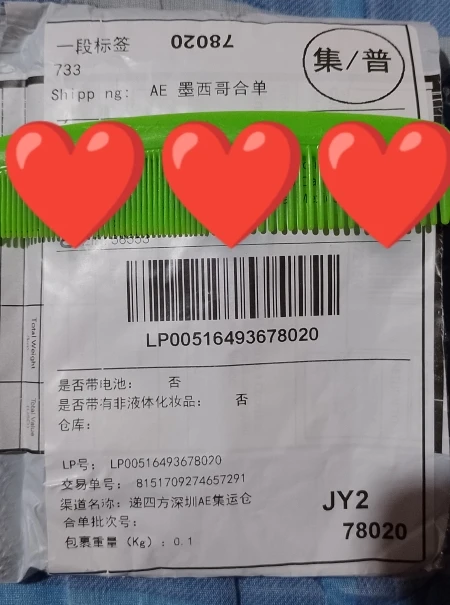 一段标签 78020
集/普
733
Shipp ng: AE 墨西哥合单
LP00516493678020
是否带电池: 否
是否带有非液体化妆品: 否
仓库:
LP号: LP00516493678020
交易单号: 8151709274657291
渠道名称: 递四方深圳AE集运仓
合单批次号:
包裹重量(Kg): 0.1
JY2
78020
Total Weight
Total Value